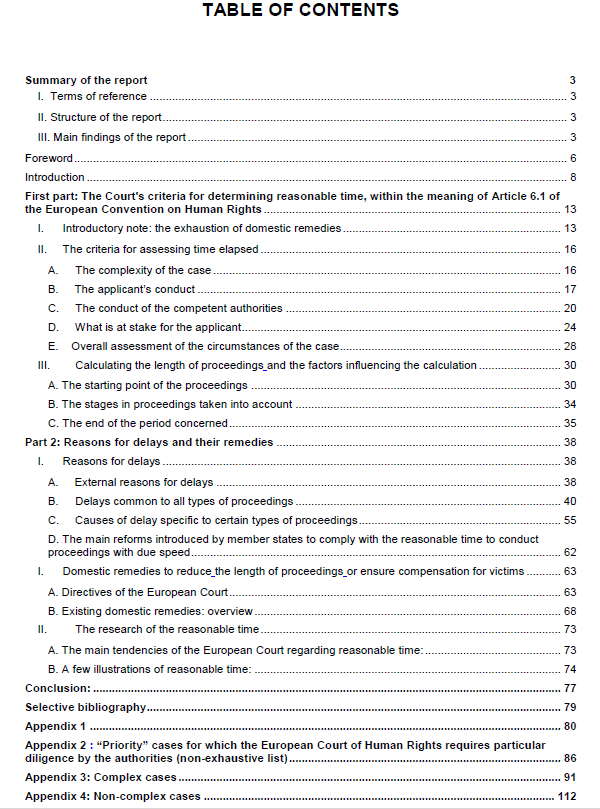 TABLE OF CONTENTS
Summary of the report 3
I. Terms of reference 3
II. Structure of the report 3
III. Main findings of the report 3
Foreword 6
Introduction 8
First part: The Court's criteria for determining reasonable time, within the meaning of Article 6.1 of
the European Convention on Human Rights 13
I. Introductory note: the exhaustion of domestic remedies 13
II. The criteria for assessing time elapsed 16
A. The complexity of the case 16
B. The applicant's conduct 17
C. The conduct of the competent authorities 20
D. What is at stake for the applicant 24
E. Overall assessment of the circumstances of the case 28
III. Calculating the length of proceedings and the factors influencing the calculation 30
A. The starting point of the proceedings 30
B. The stages in proceedings taken into account 34
C. The end of the period concerned 35
Part 2: Reasons for delays and their remedies 38
I. Reasons for delays 38
A. External reasons for delays 38
B. Delays common to all types of proceedings 40
C. Causes of delay specific to certain types of proceedings 55
D. The main reforms introduced by member states to comply with the reasonable time to conduct
proceedings with due speed 62
I. Domestic remedies to reduce the length of proceedings or ensure compensation for victims 63
A. Directives of the European Court 63
B. Existing domestic remedies: overview 68
II. The research of the reasonable time 73
A. The main tendencies of the European Court regarding reasonable time: 73
B. A few illustrations of reasonable time: 74
Conclusion: 77
Selective bibliography 79
Appendix 1 80
Appendix 2 : “Priority” cases for which the European Court of Human Rights requires particular
diligence by the authorities (non-exhaustive list) 86
Appendix 3: Complex cases 91
Appendix 4: Non-complex cases 112